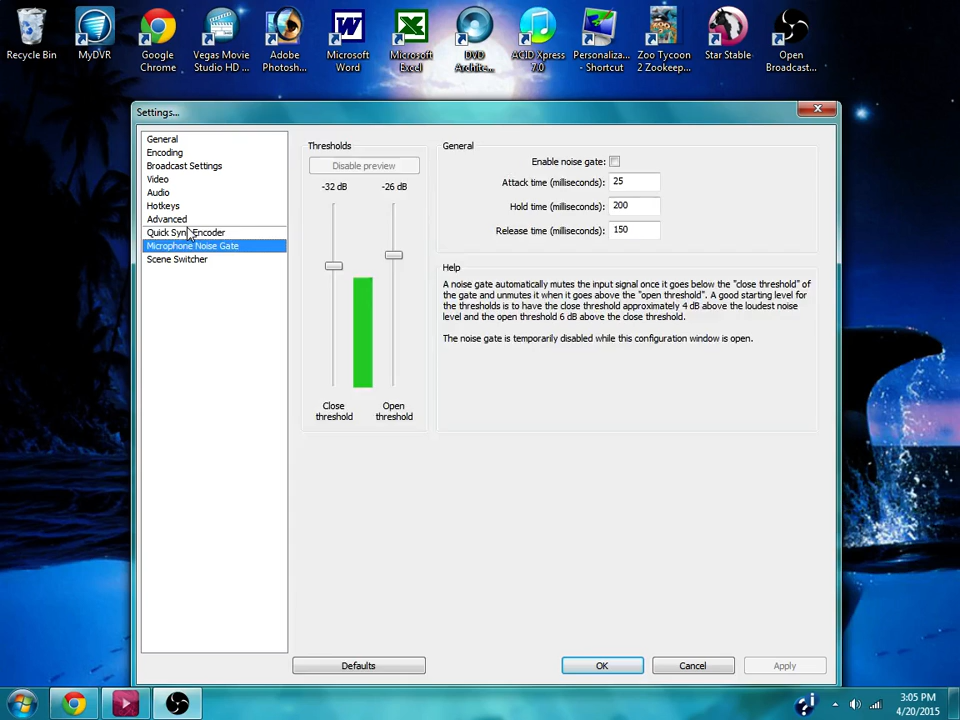 Recycle Bin
MyDVR
Google
Chrome
Vegas Movie
Studio HD ...
Adobe
Photosh...
Microsoft
Word
Microsoft
Excel
DVD
Archite...
ACID Xpress
7.0
Personaliza...
- Shortcut
Zoo Tycoon
2 Zookeep...
Star Stable
Open
Broadcast...
Settings...
General
Encoding
Broadcast Settings
Video
Audio
Hotkeys
Advanced
Quick Sync Encoder
Microphone Noise Gate
Scene Switcher
Thresholds
Disable preview
-32 dB
-26 dB
Close
threshold
Open
threshold
General
Enable noise gate:
Attack time (milliseconds): 25
Hold time (milliseconds): 200
Release time (milliseconds): 150
Help
A noise gate automatically mutes the input signal once it goes below the "close threshold" of
the gate and unmutes it when it goes above the "open threshold". A good starting level for
the thresholds is to have the close threshold approximately 4 dB above the loudest noise
level and the open threshold 6 dB above the close threshold.
The noise gate is temporarily disabled while this configuration window is open.
Defaults
OK
Cancel
Apply
3:05 PM
4/20/2015